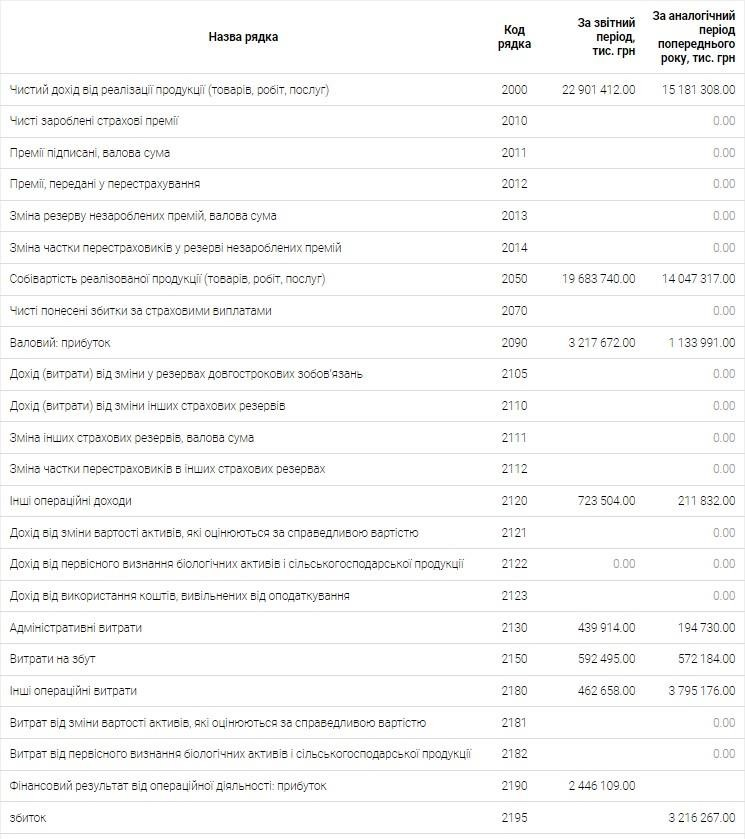 Назва рядка Код рядка За звітний період, тис. грн За аналогічний період попереднього року, тис. грн
Чистий дохід від реалізації продукції (товарів, робіт, послуг) 2000 22 901 412.00 15 181 308.00
Чисті зароблені страхові премії 2010 0.00
Премії підписані, валова сума 2011 0.00
Премії, передані у перестрахування 2012 0.00
Зміна резерву незароблених премій, валова сума 2013 0.00
Зміна частки перестраховиків у резерві незароблених премій 2014 0.00
Собівартість реалізованої продукції (товарів, робіт, послуг) 2050 19 683 740.00 14 047 317.00
Чисті понесені збитки за страховими виплатами 2070 0.00
Валовий: прибуток 2090 3 217 672.00 1 133 991.00
Дохід (витрати) від зміни у резервах довгострокових зобов'язань 2105 0.00
Дохід (витрати) від зміни інших страхових резервів 2110 0.00
Зміна інших страхових резервів, валова сума 2111 0.00
Зміна частки перестраховиків в інших страхових резервах 2112 0.00
Інші операційні доходи 2120 723 504.00 211 832.00
Дохід від зміни вартості активів, які оцінюються за справедливою вартістю 2121 0.00
Дохід від первісного визнання біологічних активів і сільськогосподарської продукції 2122 0.00 0.00
Дохід від використання коштів, вивільнених від оподаткування 2123 0.00
Адміністративні витрати 2130 439 914.00 194 730.00
Витрати на збут 2150 592 495.00 572 184.00
Інші операційні витрати 2180 462 658.00 3 795 176.00
Витрат від зміни вартості активів, які оцінюються за справедливою вартістю 2181 0.00
Витрат від первісного визнання біологічних активів і сільськогосподарської продукції 2182 0.00
Фінансовий результат від операційної діяльності: прибуток 2190 2 446 109.00
збиток 2195 3 216 267.00